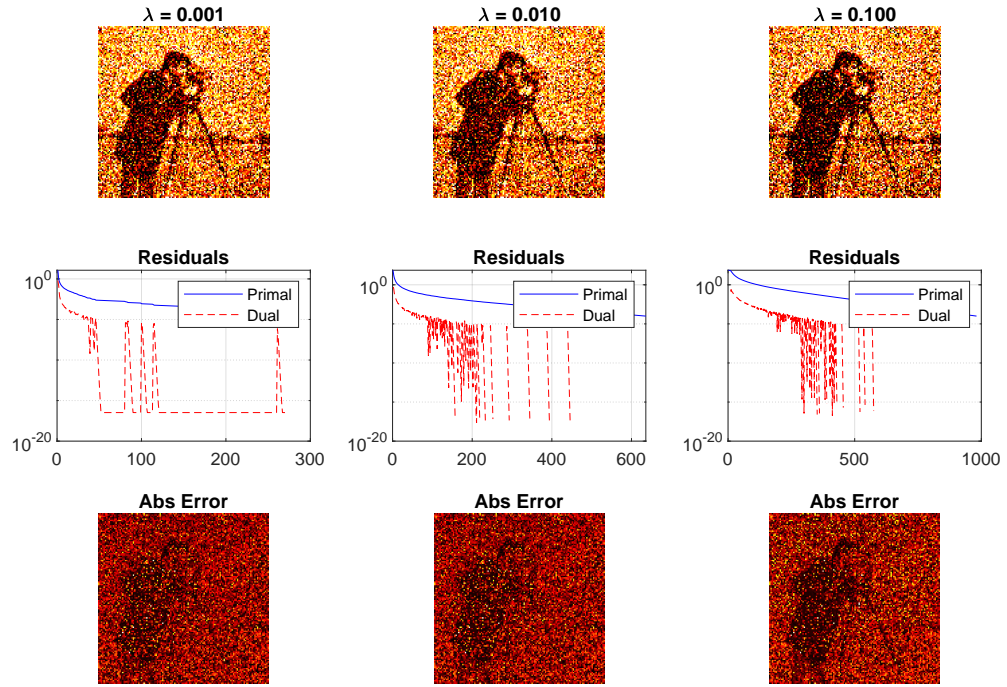 λ = 0.001
λ = 0.010
λ = 0.100
Residuals
10^0
10^-20
Primal
Dual
0 100 200 300
Residuals
10^0
10^-20
Primal
Dual
0 200 400 600
Residuals
10^0
10^-20
Primal
Dual
0 500 1000
Abs Error
Abs Error
Abs Error